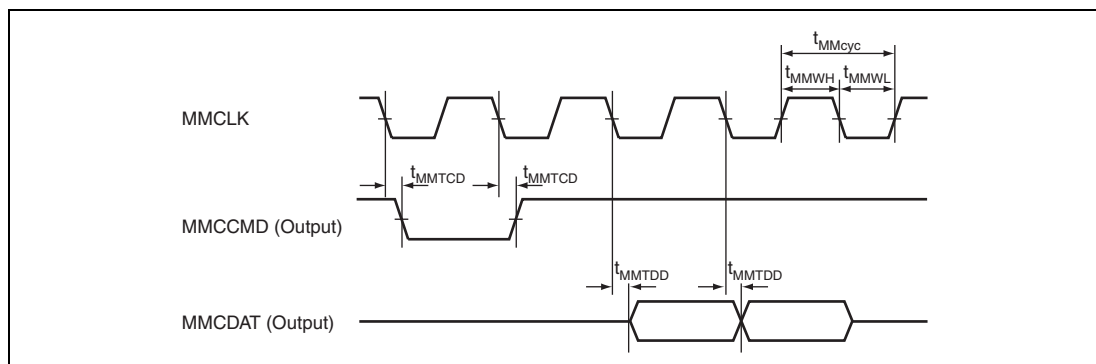 tMMcyc
tMMWH tMMWL
MMCLK
tMMTCD tMMTCD
MMCCMD (Output)
tMMTDD tMMTDD
MMCDAT (Output)